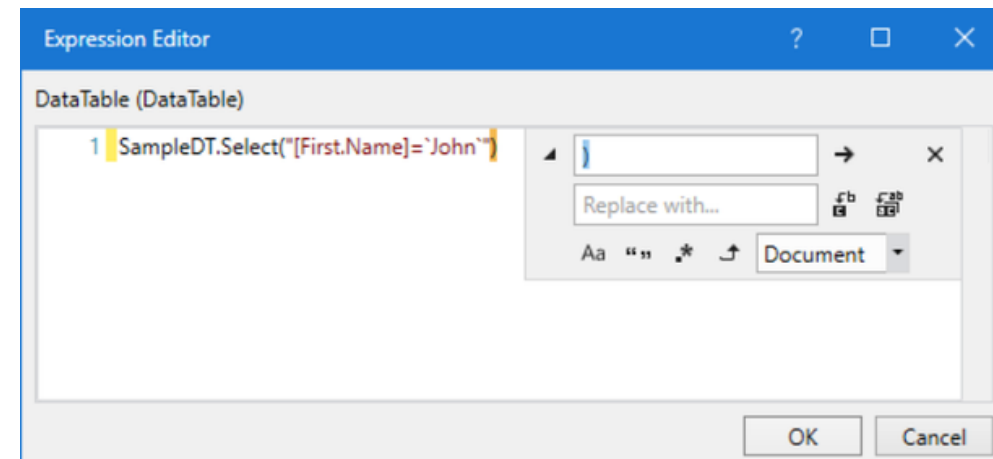 Expression Editor ?
DataTable (DataTable)
1 SampleDT.Select("[First.Name]=`John`")
)
Replace with...
Aa “„ .* Document
OK Cancel